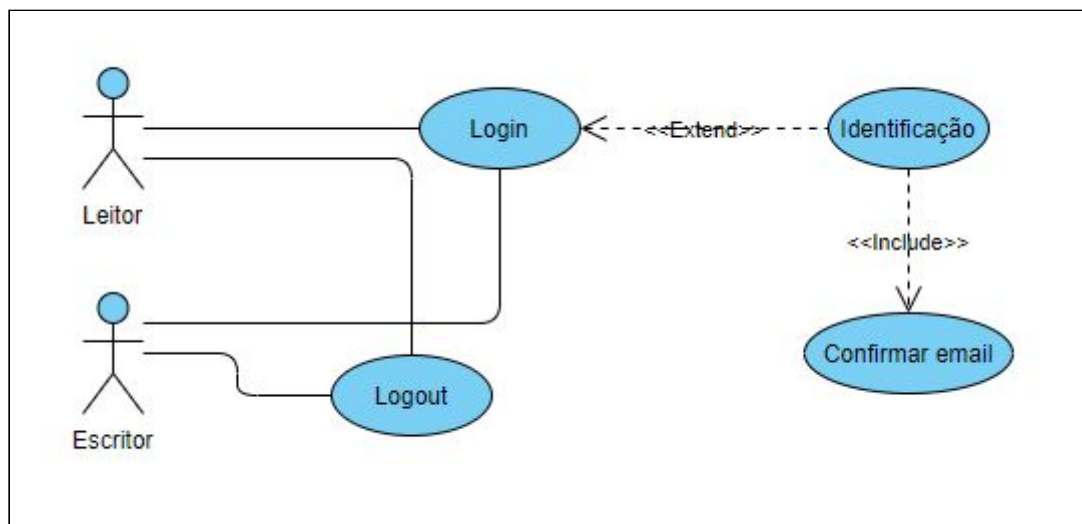 Login
<<Extend>>
Identificação
Leitor
<<Include>>
Confirmar email
Logout
Escritor